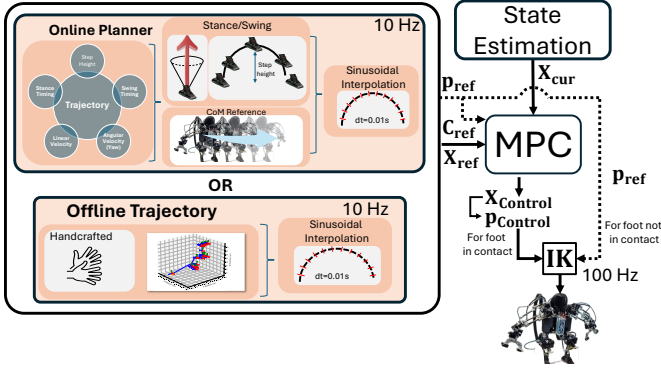 Online Planner
Step
Height
Stance
Timing
Swing
Timing
Trajectory
Linear
Velocity
Angular
Velocity
(Yaw)
Stance/Swing
Step
height
CoM Reference
10 Hz
Sinusoidal
Interpolation
dt=0.01s
OR
Offline Trajectory
10 Hz
Handcrafted
Sinusoidal
Interpolation
dt=0.01s
State
Estimation
X_cur
p_ref
C_ref
X_ref
MPC
p_ref
X_Control
p_Control
For foot
in contact
For foot not
in contact
IK
100 Hz